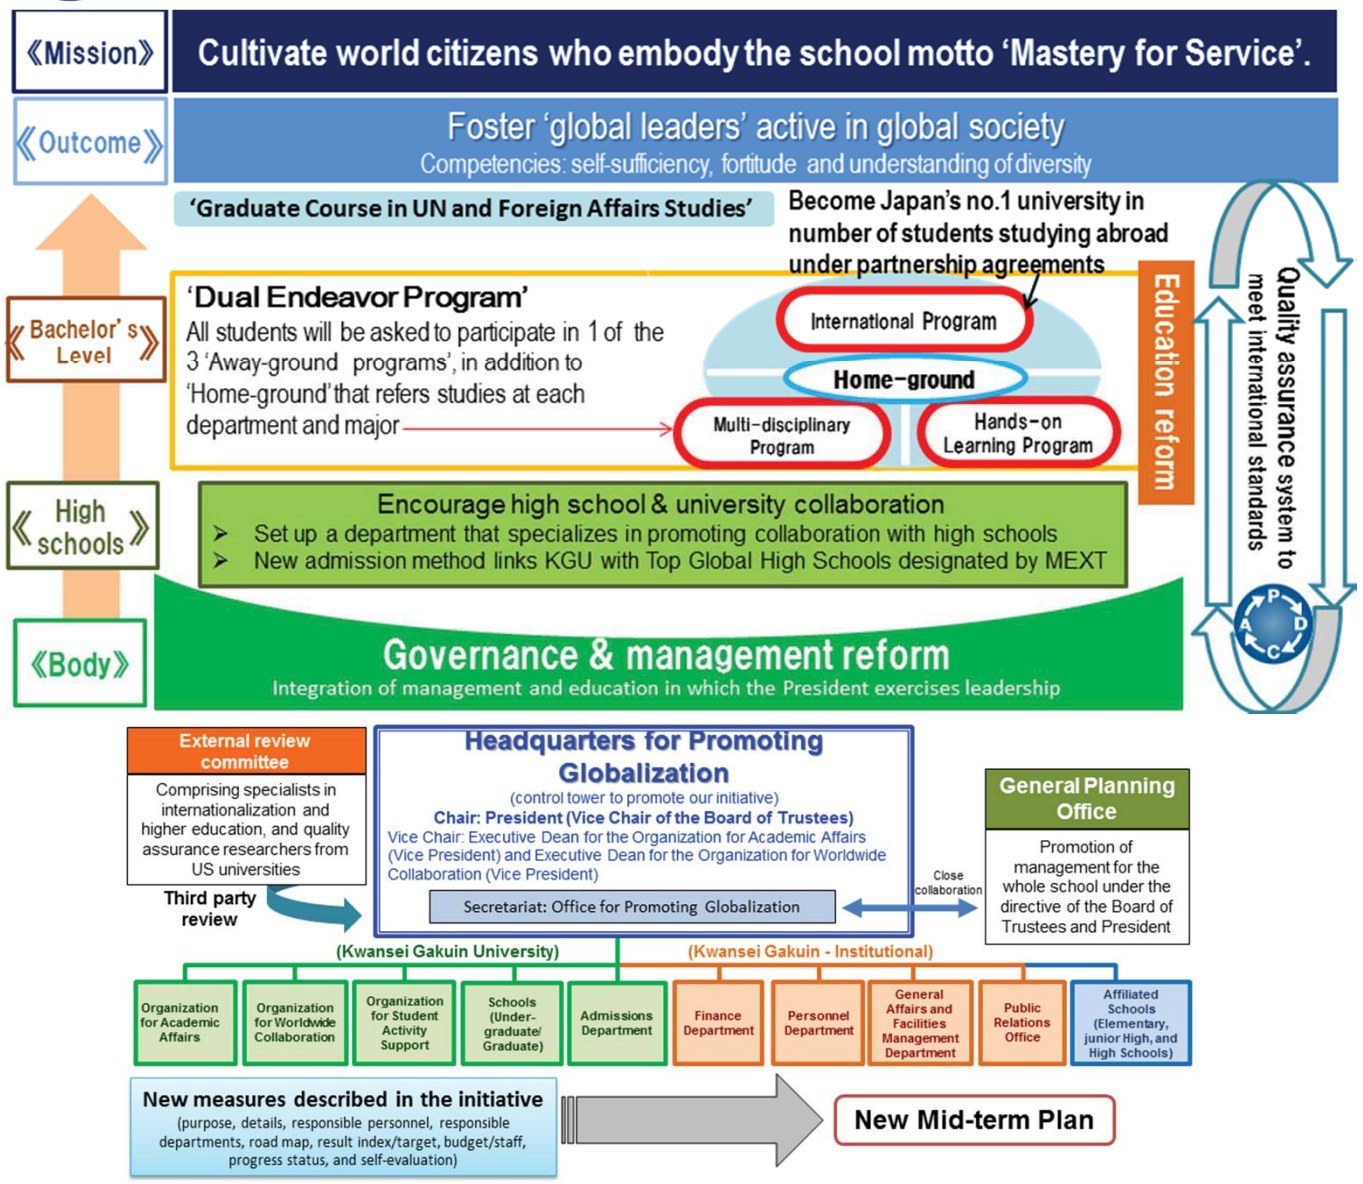 《Mission》
Cultivate world citizens who embody the school motto ‘Mastery for Service’.
《Outcome》
Foster ‘global leaders’ active in global society
Competencies: self-sufficiency, fortitude and understanding of diversity
‘Graduate Course in UN and Foreign Affairs Studies’
Become Japan’s no.1 university in
number of students studying abroad
under partnership agreements
《Bachelor’s
Level》
‘Dual Endeavor Program’
All students will be asked to participate in 1 of the
3 ‘Away-ground programs’, in addition to
‘Home-ground’ that refers studies at each
department and major
International Program
Home-ground
Multi-disciplinary
Program
Hands-on
Learning Program
Education reform
Quality assurance system to
meet international standards
P
D
C
A
《High
schools》
Encourage high school & university collaboration
➢ Set up a department that specializes in promoting collaboration with high schools
➢ New admission method links KGU with Top Global High Schools designated by MEXT
《Body》
Governance & management reform
Integration of management and education in which the President exercises leadership
External review
committee
Comprising specialists in
internationalization and
higher education, and quality
assurance researchers from
US universities
Third party
review
Headquarters for Promoting
Globalization
(control tower to promote our initiative)
Chair: President (Vice Chair of the Board of Trustees)
Vice Chair: Executive Dean for the Organization for Academic Affairs
(Vice President) and Executive Dean for the Organization for Worldwide
Collaboration (Vice President)
Secretariat: Office for Promoting Globalization
Close
collaboration
General Planning
Office
Promotion of
management for the
whole school under the
directive of the Board of
Trustees and President
(Kwansei Gakuin University)
(Kwansei Gakuin - Institutional)
Organization
for Academic
Affairs
Organization
for Worldwide
Collaboration
Organization
for Student
Activity
Support
Schools
(Under-
graduate/
Graduate)
Admissions
Department
Finance
Department
Personnel
Department
General
Affairs and
Facilities
Management
Department
Public
Relations
Office
Affiliated
Schools
(Elementary,
junior High, and
High Schools)
New measures described in the initiative
(purpose, details, responsible personnel, responsible
departments, road map, result index/target, budget/staff,
progress status, and self-evaluation)
New Mid-term Plan